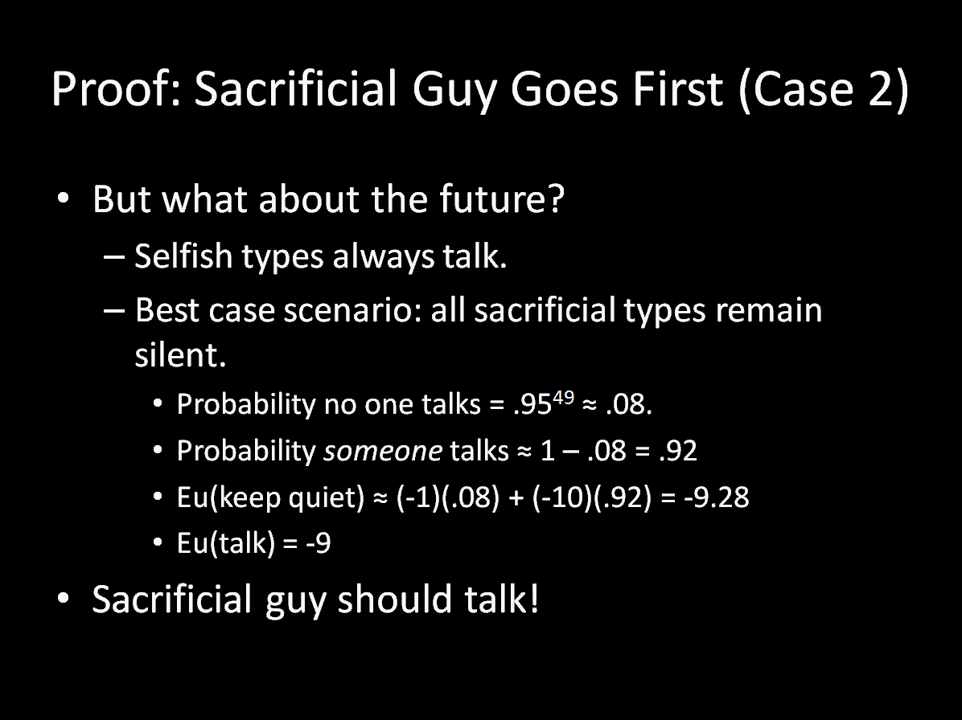 Proof: Sacrificial Guy Goes First (Case 2)
• But what about the future?
– Selfish types always talk.
– Best case scenario: all sacrificial types remain
silent.
• Probability no one talks = .95⁴⁹ ≈ .08.
• Probability someone talks ≈ 1 – .08 = .92
• Eu(keep quiet) ≈ (-1)(.08) + (-10)(.92) = -9.28
• Eu(talk) = -9
• Sacrificial guy should talk!